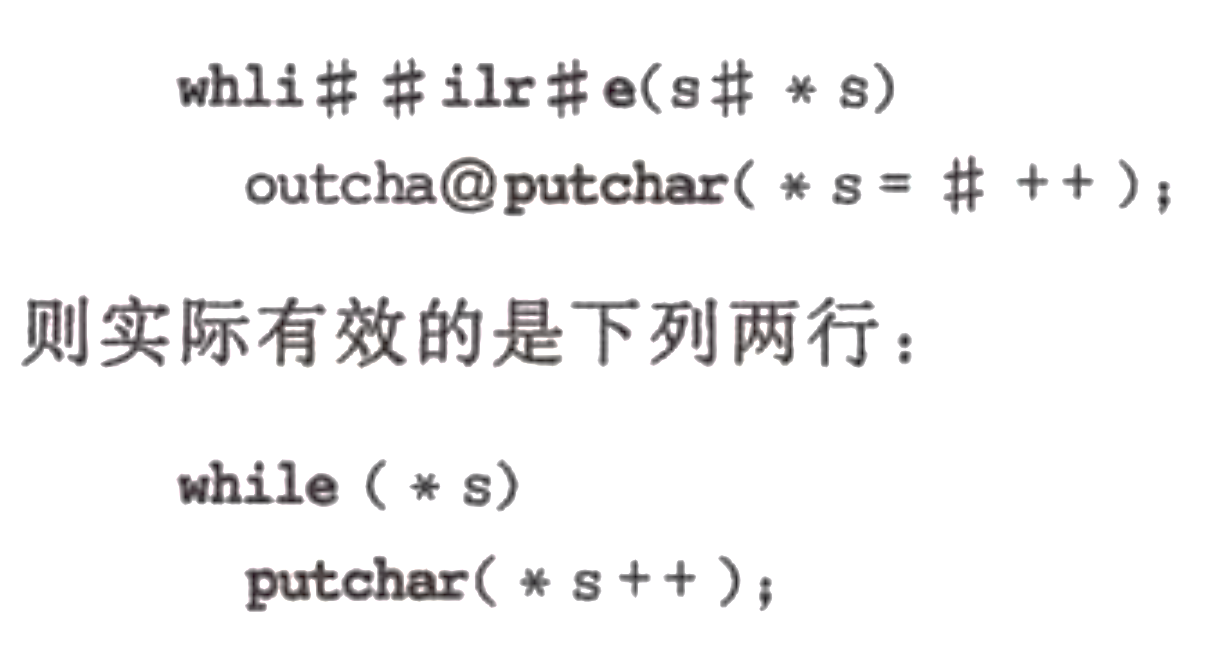 whli##ilr#e(s#*s)
outcha@putchar(*s=#++);
则实际有效的是下列两行：
while(*s)
putchar(*s++);